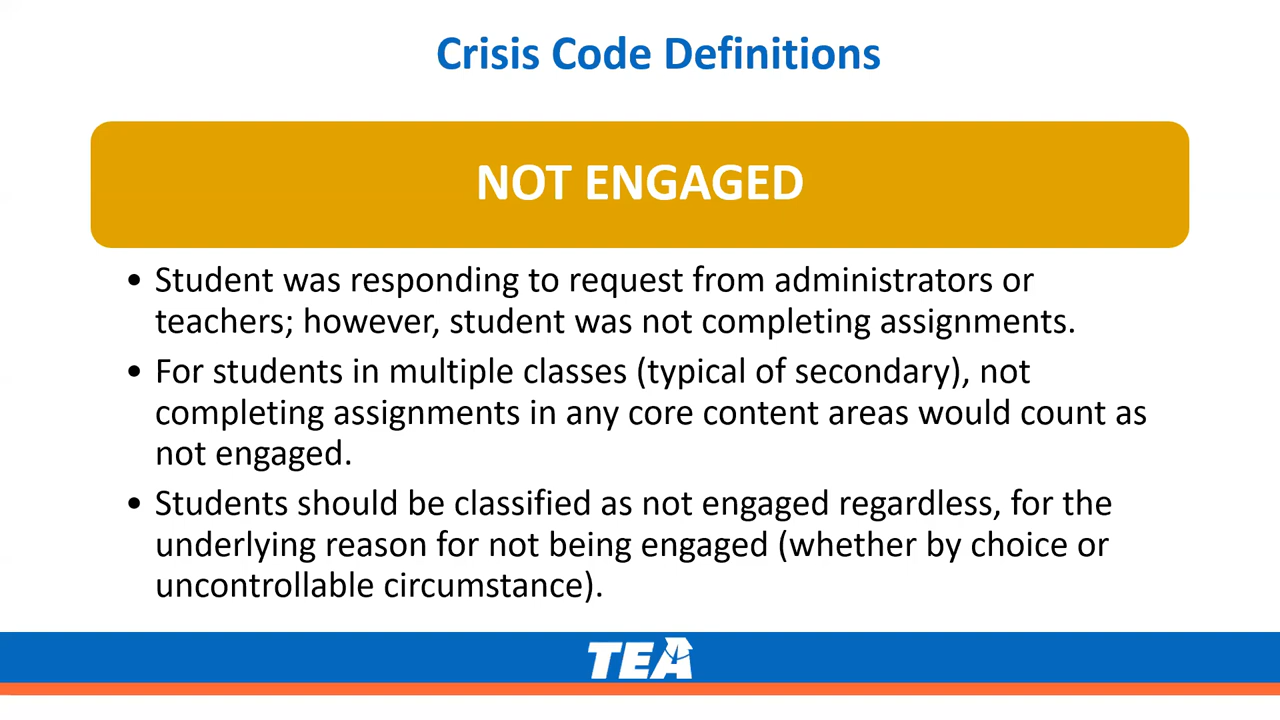 Crisis Code Definitions
NOT ENGAGED
• Student was responding to request from administrators or
teachers; however, student was not completing assignments.
• For students in multiple classes (typical of secondary), not
completing assignments in any core content areas would count as
not engaged.
• Students should be classified as not engaged regardless, for the
underlying reason for not being engaged (whether by choice or
uncontrollable circumstance).
TEA